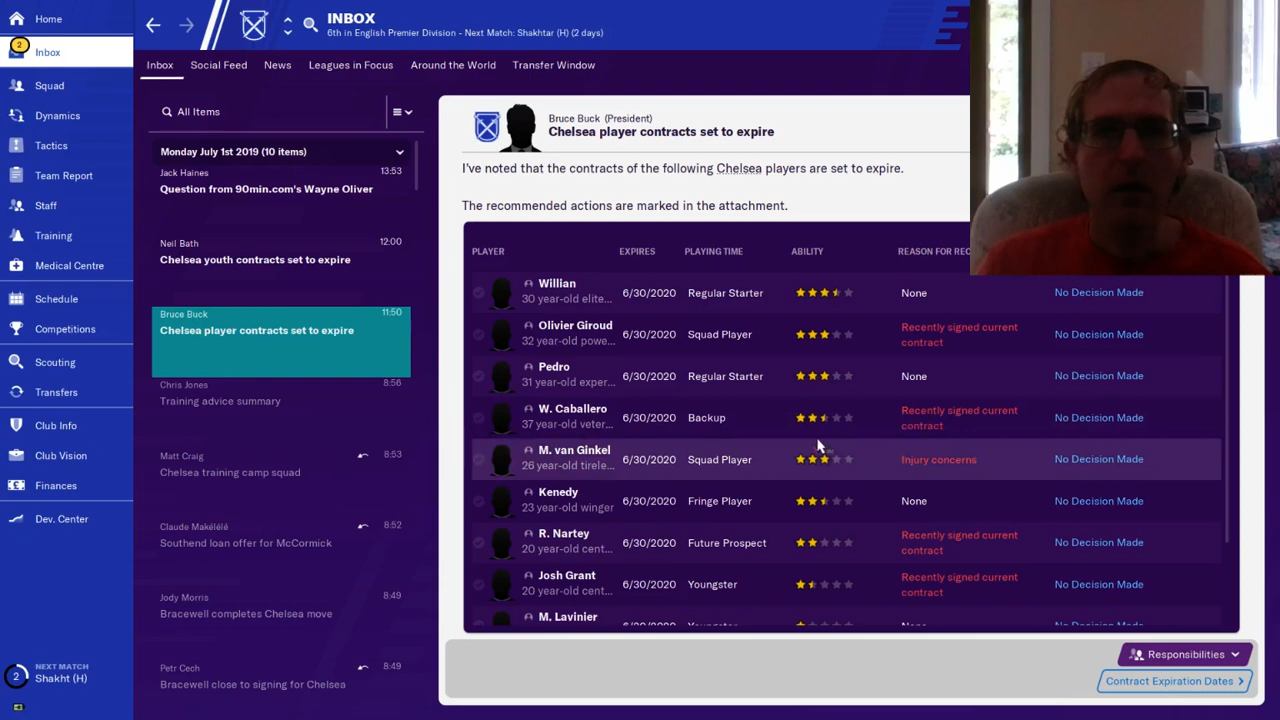 Home
2
Inbox
Squad
Dynamics
Tactics
Team Report
Staff
Training
Medical Centre
Schedule
Competitions
Scouting
Transfers
Club Info
Club Vision
Finances
Dev. Center
NEXT MATCH
2
Shakht (H)
INBOX
6th in English Premier Division - Next Match: Shakhtar (H) (2 days)
Inbox Social Feed News Leagues in Focus Around the World Transfer Window
All Items
Monday July 1st 2019 (10 items)
Jack Haines 13:53
Question from 90min.com's Wayne Oliver
Neil Bath 12:00
Chelsea youth contracts set to expire
Bruce Buck 11:50
Chelsea player contracts set to expire
Chris Jones 8:56
Training advice summary
Matt Craig 8:53
Chelsea training camp squad
Claude Makélélé 8:52
Southend loan offer for McCormick
Jody Morris 8:49
Bracewell completes Chelsea move
Petr Cech 8:49
Bracewell close to signing for Chelsea
Bruce Buck (President)
Chelsea player contracts set to expire
I've noted that the contracts of the following Chelsea players are set to expire.
The recommended actions are marked in the attachment.
PLAYER EXPIRES PLAYING TIME ABILITY REASON FOR REC
Willian
30 year-old elite... 6/30/2020 Regular Starter None No Decision Made
Olivier Giroud
32 year-old powe... 6/30/2020 Squad Player Recently signed current
contract No Decision Made
Pedro
31 year-old exper... 6/30/2020 Regular Starter None No Decision Made
W. Caballero
37 year-old veter... 6/30/2020 Backup Recently signed current
contract No Decision Made
M. van Ginkel
26 year-old tirele... 6/30/2020 Squad Player Injury concerns No Decision Made
Kenedy
23 year-old winger 6/30/2020 Fringe Player None No Decision Made
R. Nartey
20 year-old cent... 6/30/2020 Future Prospect Recently signed current
contract No Decision Made
Josh Grant
20 year-old cent... 6/30/2020 Youngster Recently signed current
contract No Decision Made
M. Lavinier
Responsibilities
Contract Expiration Dates